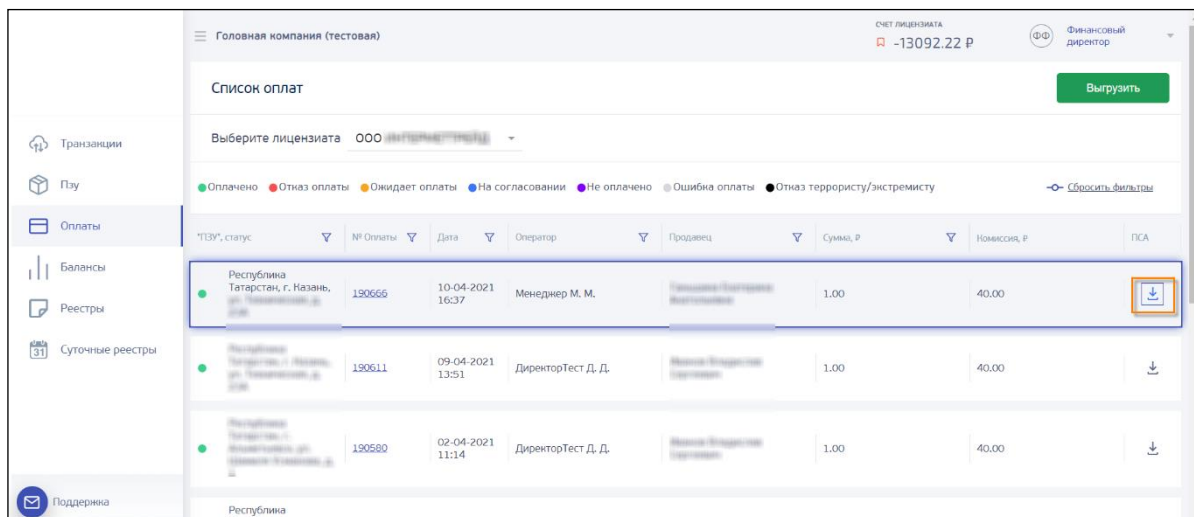 Головная компания (тестовая)
СЧЕТ ЛИЦЕНЗИАТА
-13092.22 ₽
ФФ
Финансовый
директор
Список оплат
Выгрузить
Транзакции
Пзу
Оплаты
Балансы
Реестры
31
Суточные реестры
Поддержка
Выберите лицензиата ООО
Оплачено Отказ оплаты Ожидает оплаты На согласовании Не оплачено Ошибка оплаты Отказ террористу/экстремисту
Сбросить фильтры
"ПЗУ", статус № Оплаты Дата Оператор Продавец Сумма, ₽ Комиссия, ₽ ПСА
Республика
Татарстан, г. Казань,
190666
10-04-2021
16:37
Менеджер М. М.
1.00
40.00
190611
09-04-2021
13:51
ДиректорТест Д. Д.
1.00
40.00
190580
02-04-2021
11:14
ДиректорТест Д. Д.
1.00
40.00
Республика